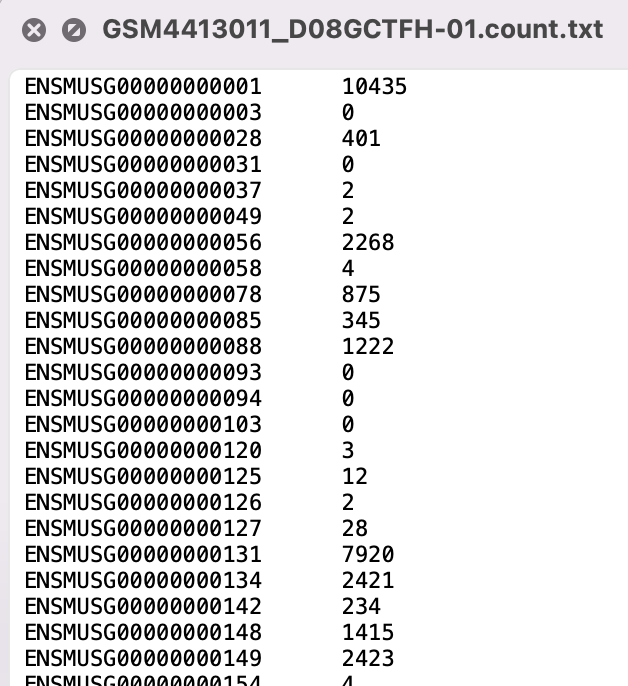 GSM4413011_D08GCTFH-01.count.txt
ENSMUSG00000000001 10435
ENSMUSG00000000003 0
ENSMUSG00000000028 401
ENSMUSG00000000031 0
ENSMUSG00000000037 2
ENSMUSG00000000049 2
ENSMUSG00000000056 2268
ENSMUSG00000000058 4
ENSMUSG00000000078 875
ENSMUSG00000000085 345
ENSMUSG00000000088 1222
ENSMUSG00000000093 0
ENSMUSG00000000094 0
ENSMUSG00000000103 0
ENSMUSG00000000120 3
ENSMUSG00000000125 12
ENSMUSG00000000126 2
ENSMUSG00000000127 28
ENSMUSG00000000131 7920
ENSMUSG00000000134 2421
ENSMUSG00000000142 234
ENSMUSG00000000148 1415
ENSMUSG00000000149 2423
ENSMUSG00000000154 4